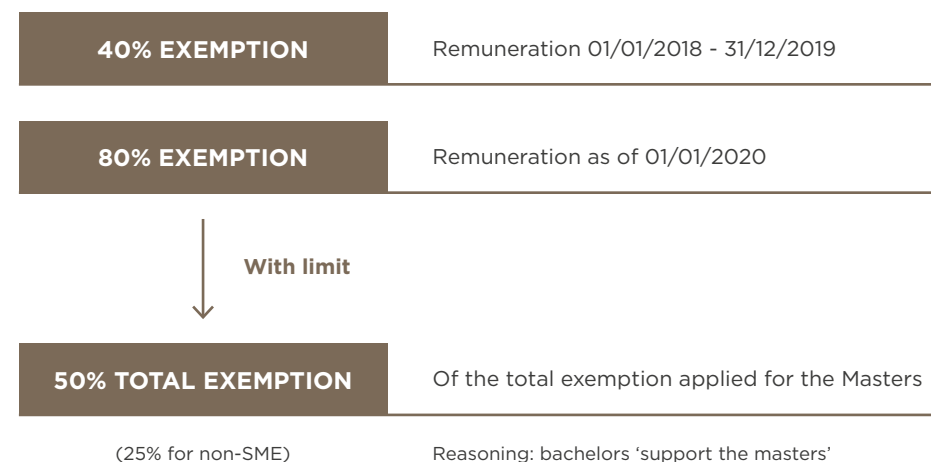 40% EXEMPTION Remuneration 01/01/2018 - 31/12/2019
80% EXEMPTION Remuneration as of 01/01/2020
With limit
50% TOTAL EXEMPTION Of the total exemption applied for the Masters
(25% for non-SME) Reasoning: bachelors ‘support the masters’